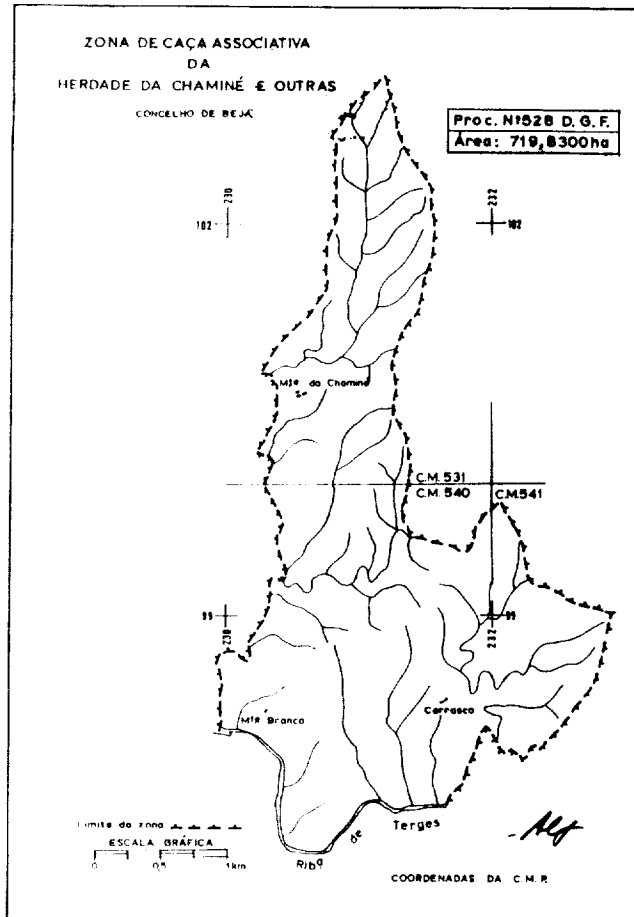 ZONA DE CAÇA ASSOCIATIVA
DA
HERDADE DA CHAMINÉ E OUTRAS
CONCELHO DE BEJA
Proc. Nº528 D. G. F.
Área: 719,8300ha
230
232
102
102
Mtº da Chaminé
C.M. 531
C.M. 540
C.M. 541
99
99
230
232
Mtº Branco
Carrasco
Limite da zona
ESCALA GRÁFICA
0 0,5 1km
Ribª de Terges
COORDENADAS DA C. M. P.